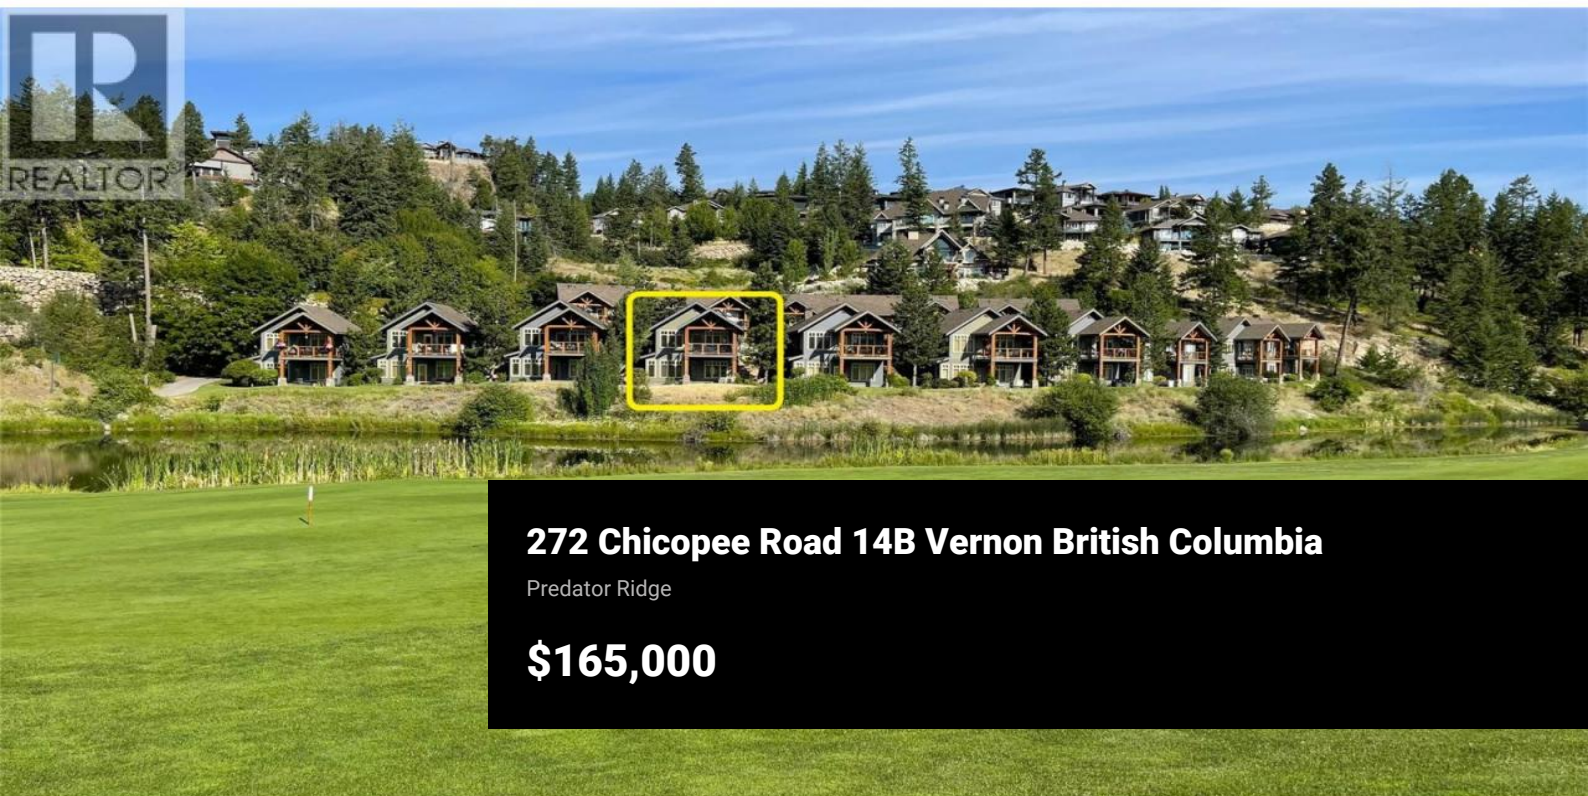 REALTOR
272 Chicopee Road 14B Vernon British Columbia
Predator Ridge
$165,000